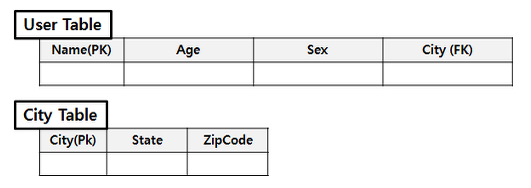 User Table
Name(PK) Age Sex City (FK)
City Table
City(Pk) State ZipCode